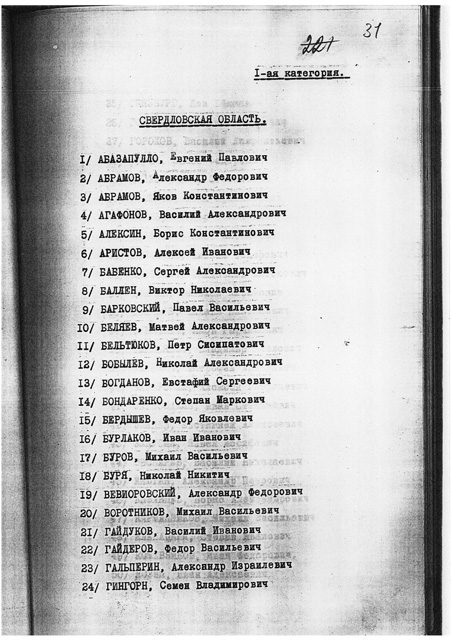 221 31
I-ая категория.
СВЕРДЛОВСКАЯ ОБЛАСТЬ.
I/ АБАЗАПУЛЛО, Евгений Павлович
2/ АБРАМОВ, Александр Федорович
3/ АБРАМОВ, Яков Константинович
4/ АГАФОНОВ, Василий Александрович
5/ АЛЕКСИН, Борис Константинович
6/ АРИСТОВ, Алексей Иванович
7/ БАБЕНКО, Сергей Александрович
8/ БАЛЛЕН, Виктор Николаевич
9/ БАРКОВСКИЙ, Павел Васильевич
IO/ БЕЛЯЕВ, Матвей Александрович
II/ БЕЛЬТЮКОВ, Петр Сисипатович
I2/ БОБЫЛЕВ, Николай Александрович
I3/ БОГДАНОВ, Евстафий Сергеевич
I4/ БОНДАРЕНКО, Степан Маркович
I5/ БЕРДЫШЕВ, Федор Яковлевич
I6/ БУРЛАКОВ, Иван Иванович
I7/ БУРОВ, Михаил Васильевич
I8/ БУРЯ, Николай Никитич
I9/ ВЕВИОРОВСКИЙ, Александр Федорович
20/ ВОРОТНИКОВ, Михаил Васильевич
2I/ ГАЙДУКОВ, Василий Иванович
22/ ГАЙДЕРОВ, Федор Васильевич
23/ ГАЛЬПЕРИН, Александр Израилевич
24/ ГИНГОРН, Семен Владимирович